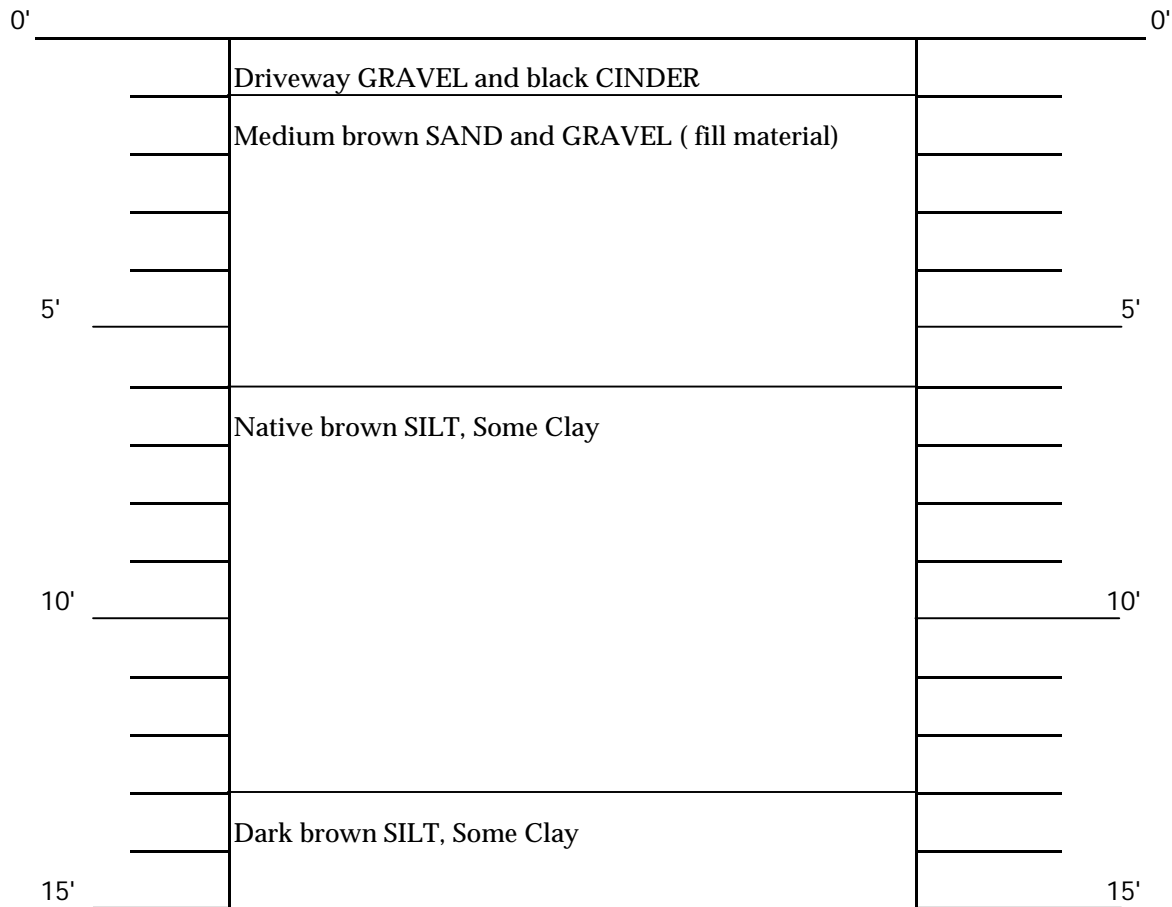 0' 0'
Driveway GRAVEL and black CINDER
Medium brown SAND and GRAVEL ( fill material)
5' 5'
Native brown SILT, Some Clay
10' 10'
Dark brown SILT, Some Clay
15' 15'